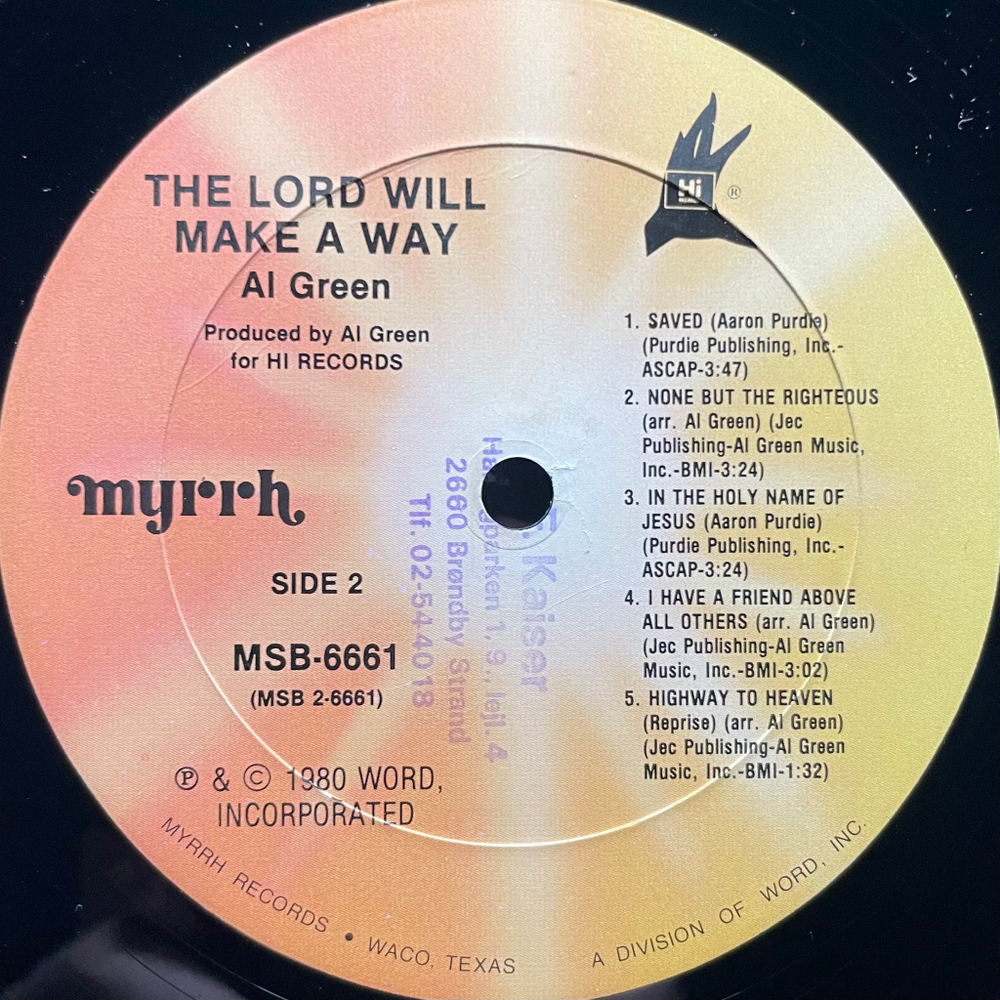 THE LORD WILL
MAKE A WAY
Al Green
Produced by Al Green
for HI RECORDS
Hi
®
1. SAVED (Aaron Purdie)
(Purdie Publishing, Inc.-
ASCAP-3:47)
2. NONE BUT THE RIGHTEOUS
(arr. Al Green) (Jec
Publishing-Al Green Music,
Inc.-BMI-3:24)
3. IN THE HOLY NAME OF
JESUS (Aaron Purdie)
(Purdie Publishing, Inc.-
ASCAP-3:24)
4. I HAVE A FRIEND ABOVE
ALL OTHERS (arr. Al Green)
(Jec Publishing-Al Green
Music, Inc.-BMI-3:02)
5. HIGHWAY TO HEAVEN
(Reprise) (arr. Al Green)
(Jec Publishing-Al Green
Music, Inc.-BMI-1:32)
myrrh
SIDE 2
MSB-6661
(MSB 2-6661)
℗ & © 1980 WORD,
INCORPORATED
Kaiser
1, 9., lejl. 4
2660 Brøndby Strand
Tlf. 02-544018
MYRRH RECORDS • WACO, TEXAS
A DIVISION OF WORD, INC.